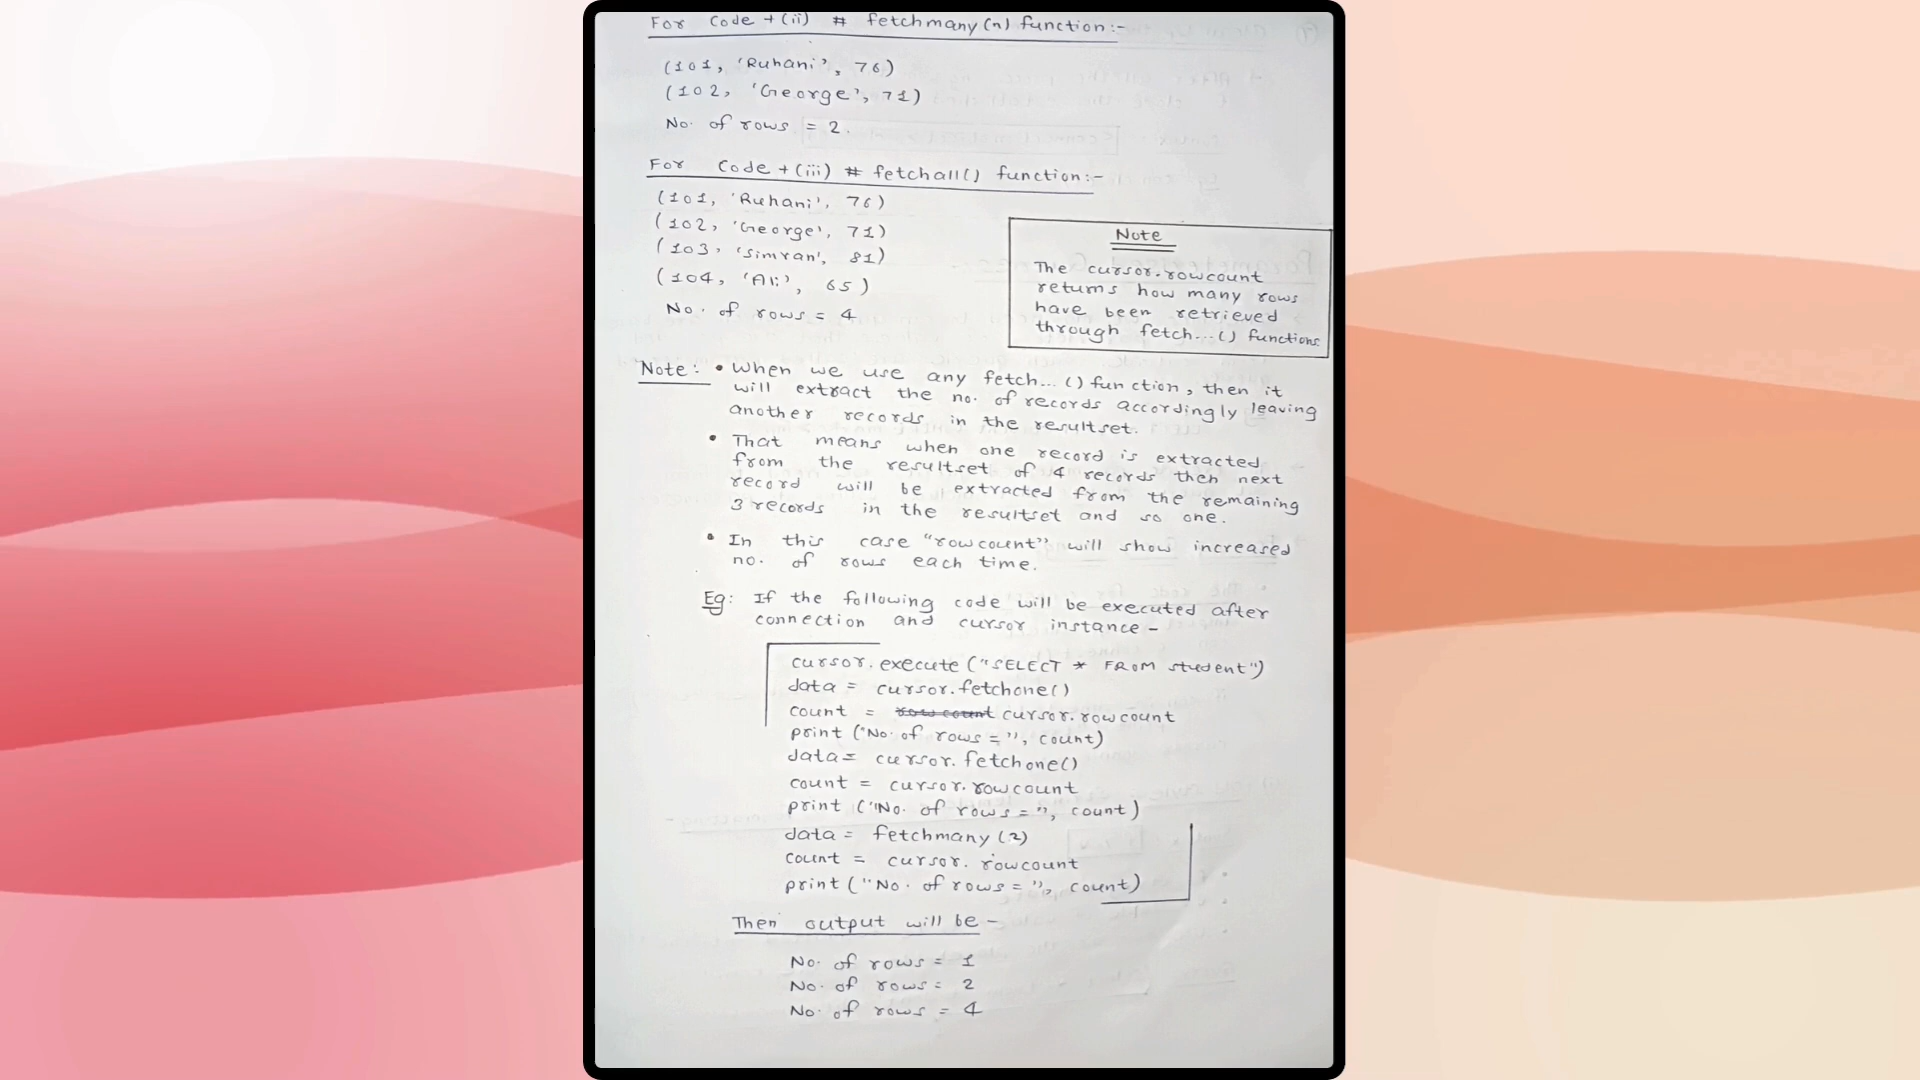 For Code + (ii) # fetchmany (n) function:-
(101, 'Ruhani', 76)
(102, 'George', 71)
No. of rows = 2.
For Code + (iii) # fetchall() function:-
(101, 'Ruhani', 76)
(102, 'George', 71)
(103, 'Simran', 81)
(104, 'Ali', 65)
No. of rows = 4
Note
The cursor.rowcount
returns how many rows
have been retrieved
through fetch...() functions.
Note: • When we use any fetch...() function, then it
will extract the no. of records accordingly leaving
another records in the resultset.
• That means when one record is extracted
from the resultset of 4 records then next
record will be extracted from the remaining
3 records in the resultset and so one.
• In this case "rowcount" will show increased
no. of rows each time.
Eg: If the following code will be executed after
connection and cursor instance -
cursor.execute ("SELECT * FROM student")
data = cursor.fetchone()
count = row count cursor.rowcount
print ("No. of rows = ", count)
data = cursor.fetchone()
count = cursor.rowcount
print ("No. of rows = ", count)
data = fetchmany (2)
count = cursor. rowcount
print ("No. of rows = ", count)
Then output will be -
No. of rows = 1
No. of rows = 2
No. of rows = 4